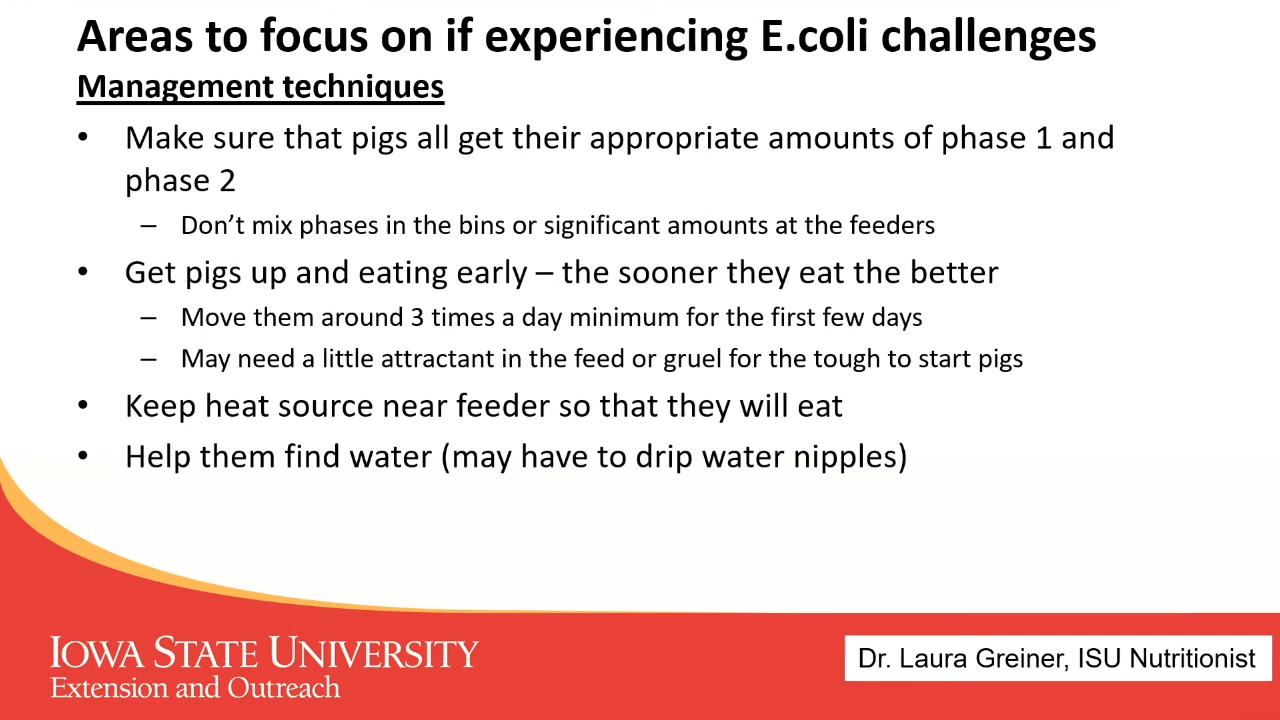 Areas to focus on if experiencing E.coli challenges
Management techniques
• Make sure that pigs all get their appropriate amounts of phase 1 and
phase 2
– Don’t mix phases in the bins or significant amounts at the feeders
• Get pigs up and eating early – the sooner they eat the better
– Move them around 3 times a day minimum for the first few days
– May need a little attractant in the feed or gruel for the tough to start pigs
• Keep heat source near feeder so that they will eat
• Help them find water (may have to drip water nipples)
IOWA STATE UNIVERSITY
Extension and Outreach
Dr. Laura Greiner, ISU Nutritionist